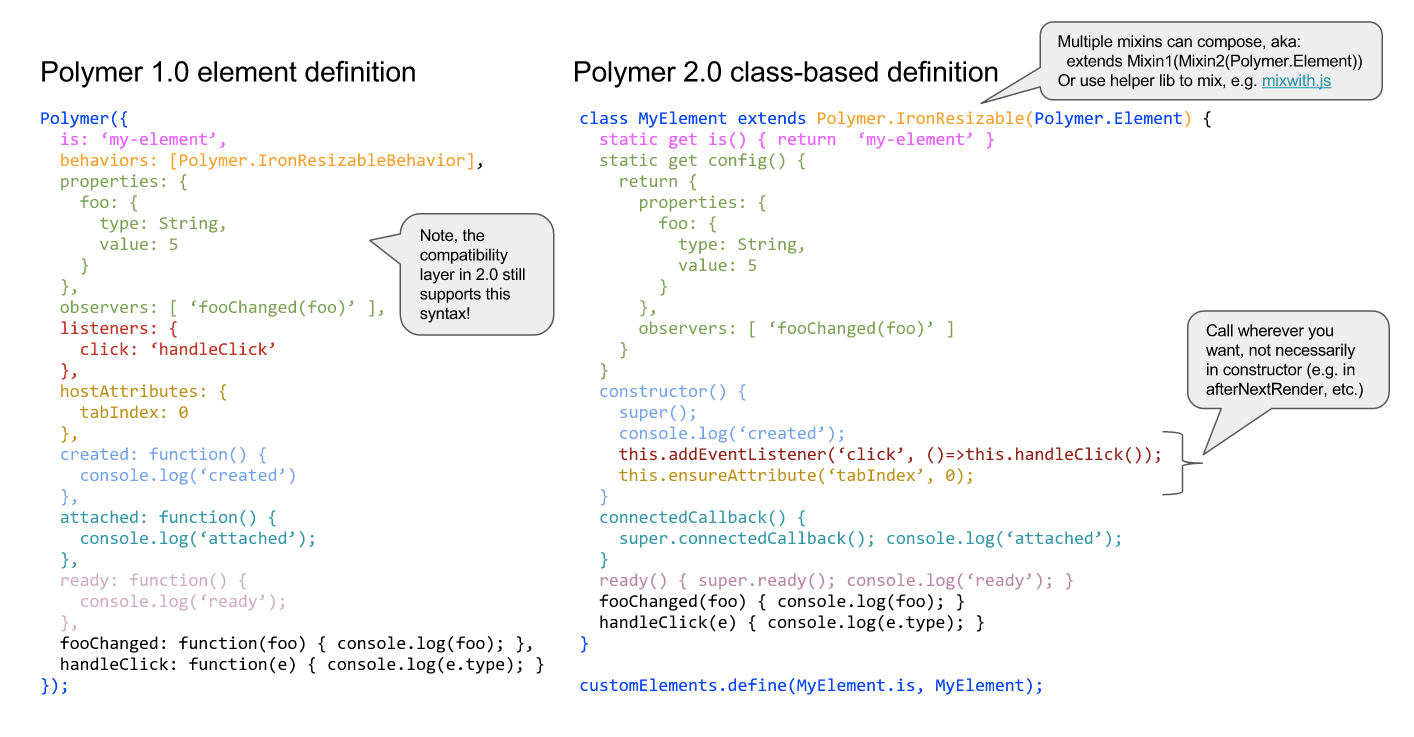 Polymer 1.0 element definition
Polymer({
  is: ‘my-element’,
  behaviors: [Polymer.IronResizableBehavior],
  properties: {
    foo: {
      type: String,
      value: 5
    }
  },
  observers: [ ‘fooChanged(foo)’ ],
  listeners: {
    click: ‘handleClick’
  },
  hostAttributes: {
    tabIndex: 0
  },
  created: function() {
    console.log(‘created’)
  },
  attached: function() {
    console.log(‘attached’);
  },
  ready: function() {
    console.log(‘ready’);
  },
  fooChanged: function(foo) { console.log(foo); },
  handleClick: function(e) { console.log(e.type); }
});
Note, the
compatibility
layer in 2.0 still
supports this
syntax!
Polymer 2.0 class-based definition
Multiple mixins can compose, aka:
  extends Mixin1(Mixin2(Polymer.Element))
Or use helper lib to mix, e.g. mixwith.js
class MyElement extends Polymer.IronResizable(Polymer.Element) {
  static get is() { return  ‘my-element’ }
  static get config() {
    return {
      properties: {
        foo: {
          type: String,
          value: 5
        }
      },
      observers: [ ‘fooChanged(foo)’ ]
    }
  }
  constructor() {
    super();
    console.log(‘created’);
    this.addEventListener(‘click’, ()=>this.handleClick());
    this.ensureAttribute(‘tabIndex’, 0);
  }
  connectedCallback() {
    super.connectedCallback(); console.log(‘attached’);
  }
  ready() { super.ready(); console.log(‘ready’); }
  fooChanged(foo) { console.log(foo); }
  handleClick(e) { console.log(e.type); }
}
customElements.define(MyElement.is, MyElement);
Call wherever you
want, not necessarily
in constructor (e.g. in
afterNextRender, etc.)